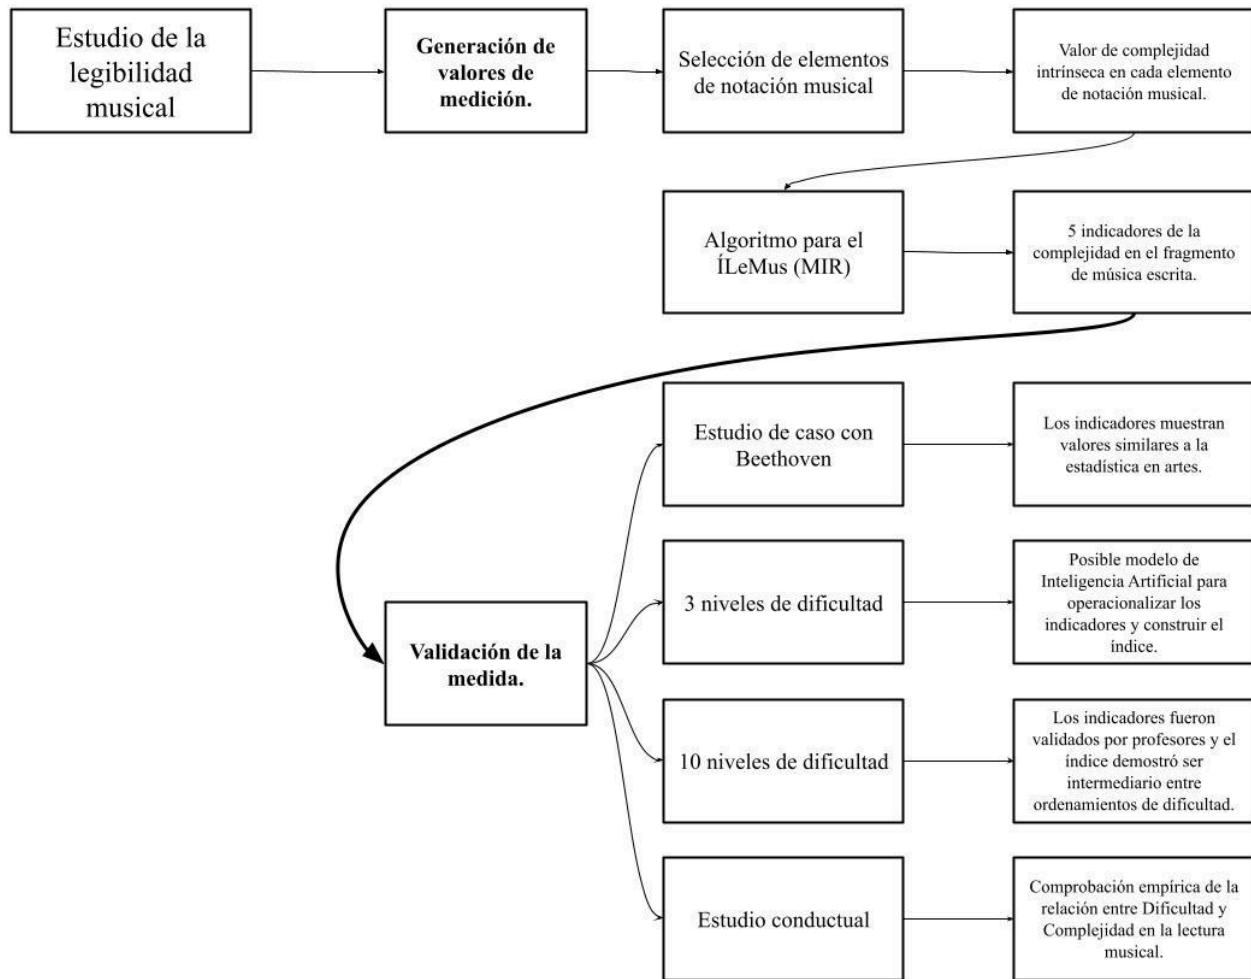 Estudio de la
legibilidad
musical
Generación de
valores de
medición.
Selección de elementos
de notación musical
Valor de complejidad
intrínseca en cada elemento
de notación musical.
Algoritmo para el
ÍLeMus (MIR)
5 indicadores de la
complejidad en el fragmento
de música escrita.
Estudio de caso con
Beethoven
Los indicadores muestran
valores similares a la
estadística en artes.
3 niveles de dificultad
Posible modelo de
Inteligencia Artificial para
operacionalizar los
indicadores y construir el
índice.
Validación de la
medida.
10 niveles de dificultad
Los indicadores fueron
validados por profesores y el
índice demostró ser
intermediario entre
ordenamientos de dificultad.
Estudio conductual
Comprobación empírica de la
relación entre Dificultad y
Complejidad en la lectura
musical.